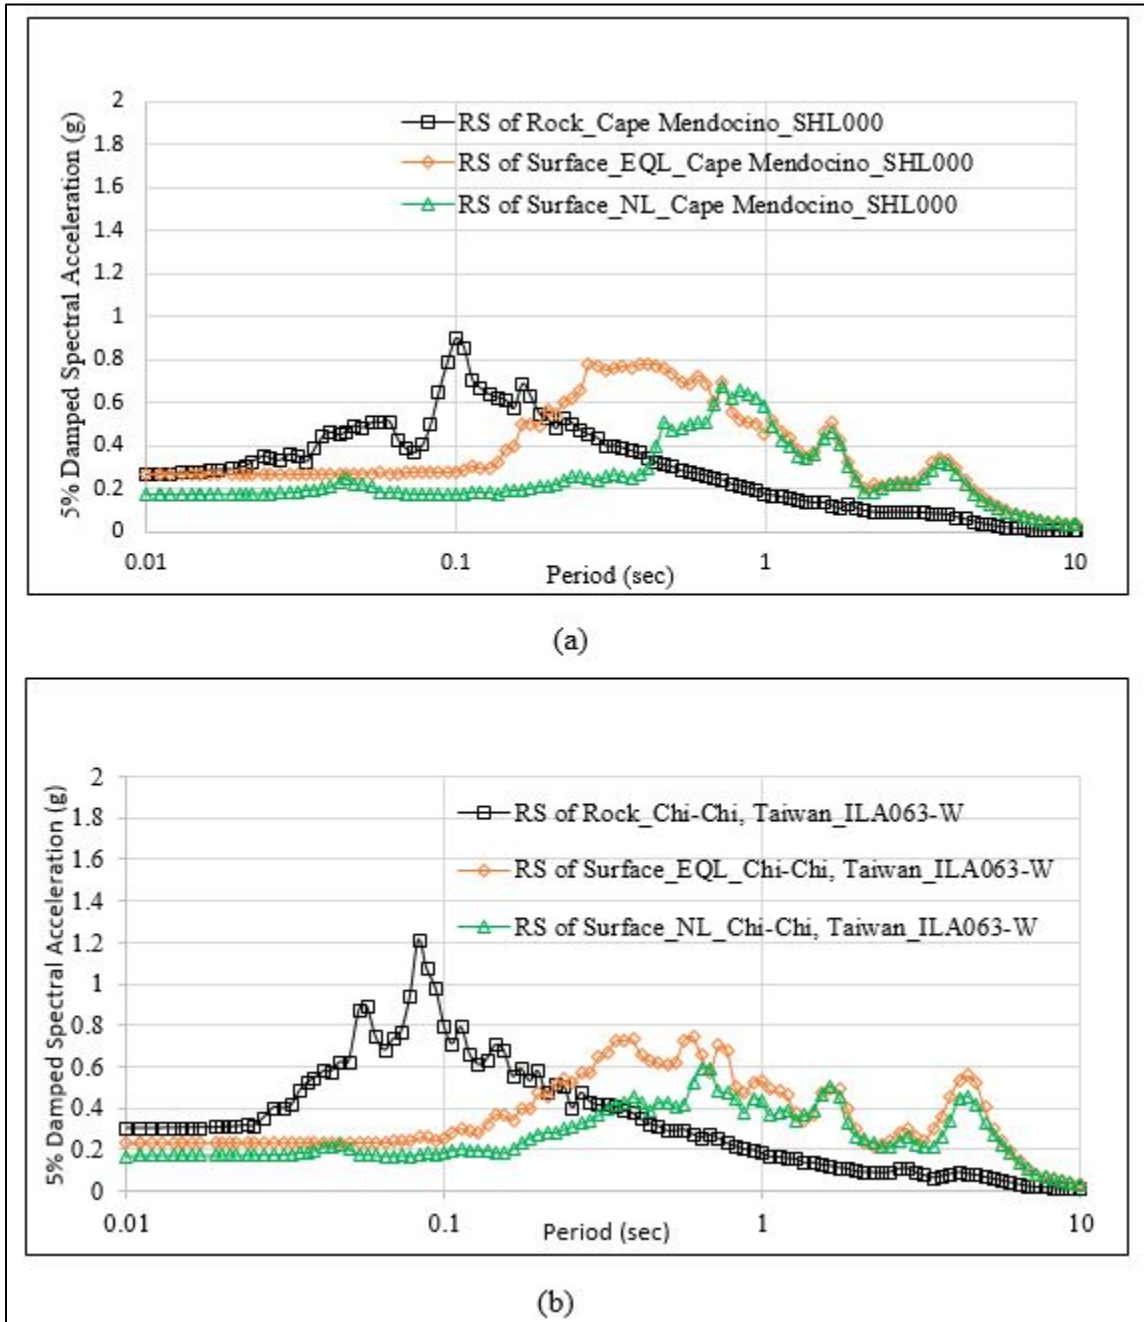 2
1.8
1.6
1.4
1.2
1
0.8
0.6
0.4
0.2
0
5% Damped Spectral Acceleration (g)
RS of Rock_Cape Mendocino_SHL000
RS of Surface_EQL_Cape Mendocino_SHL000
RS of Surface_NL_Cape Mendocino_SHL000
0.01 0.1 1 10
Period (sec)
(a)
2
1.8
1.6
1.4
1.2
1
0.8
0.6
0.4
0.2
0
5% Damped Spectral Acceleration (g)
RS of Rock_Chi-Chi, Taiwan_ILA063-W
RS of Surface_EQL_Chi-Chi, Taiwan_ILA063-W
RS of Surface_NL_Chi-Chi, Taiwan_ILA063-W
0.01 0.1 1 10
Period (sec)
(b)